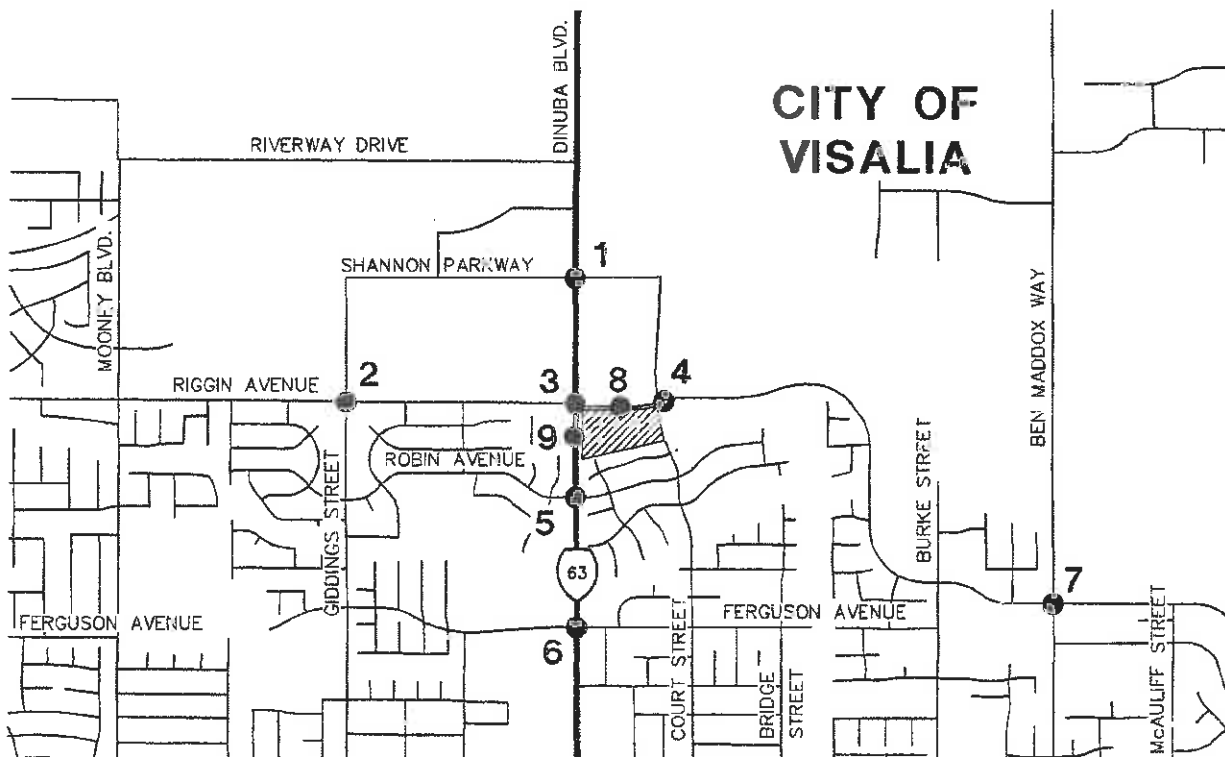 DINUBA BLVD.
CITY OF
VISALIA
RIVERWAY DRIVE
MOONEY BLVD.
SHANNON PARKWAY
1
BEN MADDOX WAY
RIGGIN AVENUE
2
3
8
4
9
ROBIN AVENUE
5
GIDDINGS STREET
BURKE STREET
63
7
FERGUSON AVENUE
6
COURT STREET
FERGUSON AVENUE
BRIDGE
STREET
McAULIFF STREET